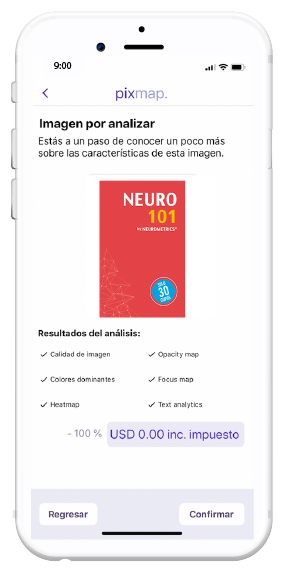 9:00
pixmap.
Imagen por analizar
Estás a un paso de conocer un poco más
sobre las características de esta imagen.
NEURO
101
by NEUROMETRICS®
SOLO
30
Resultados del análisis:
Calidad de imagen
Opacity map
Colores dominantes
Focus map
Heatmap
Text analytics
- 100 % USD 0.00 inc. impuesto
Regresar
Confirmar